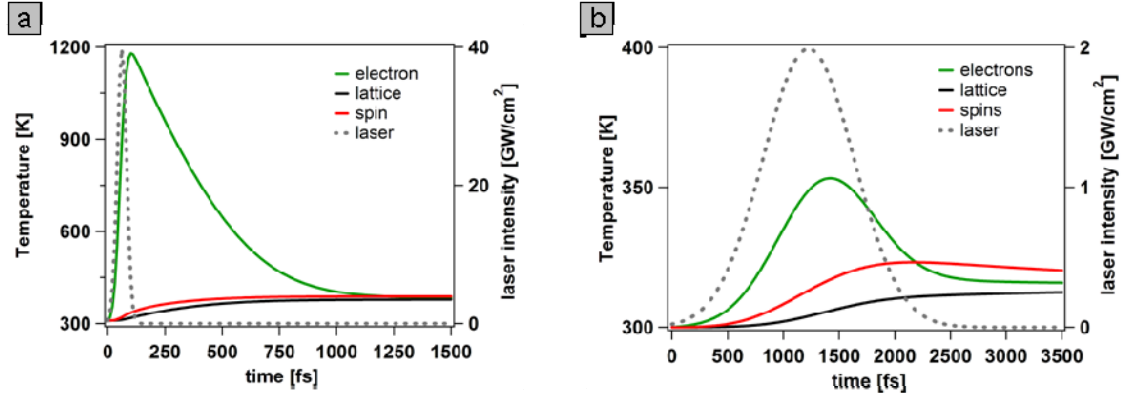 a
1200
900
600
300
Temperature [K]
0
250
500
750
1000
1250
1500
time [fs]
40
20
0
laser intensity [GW/cm²]
electron
lattice
spin
laser
b
400
350
300
Temperature [K]
0
500
1000
1500
2000
2500
3000
3500
time [fs]
2
1
0
laser intensity [GW/cm²]
electrons
lattice
spins
laser